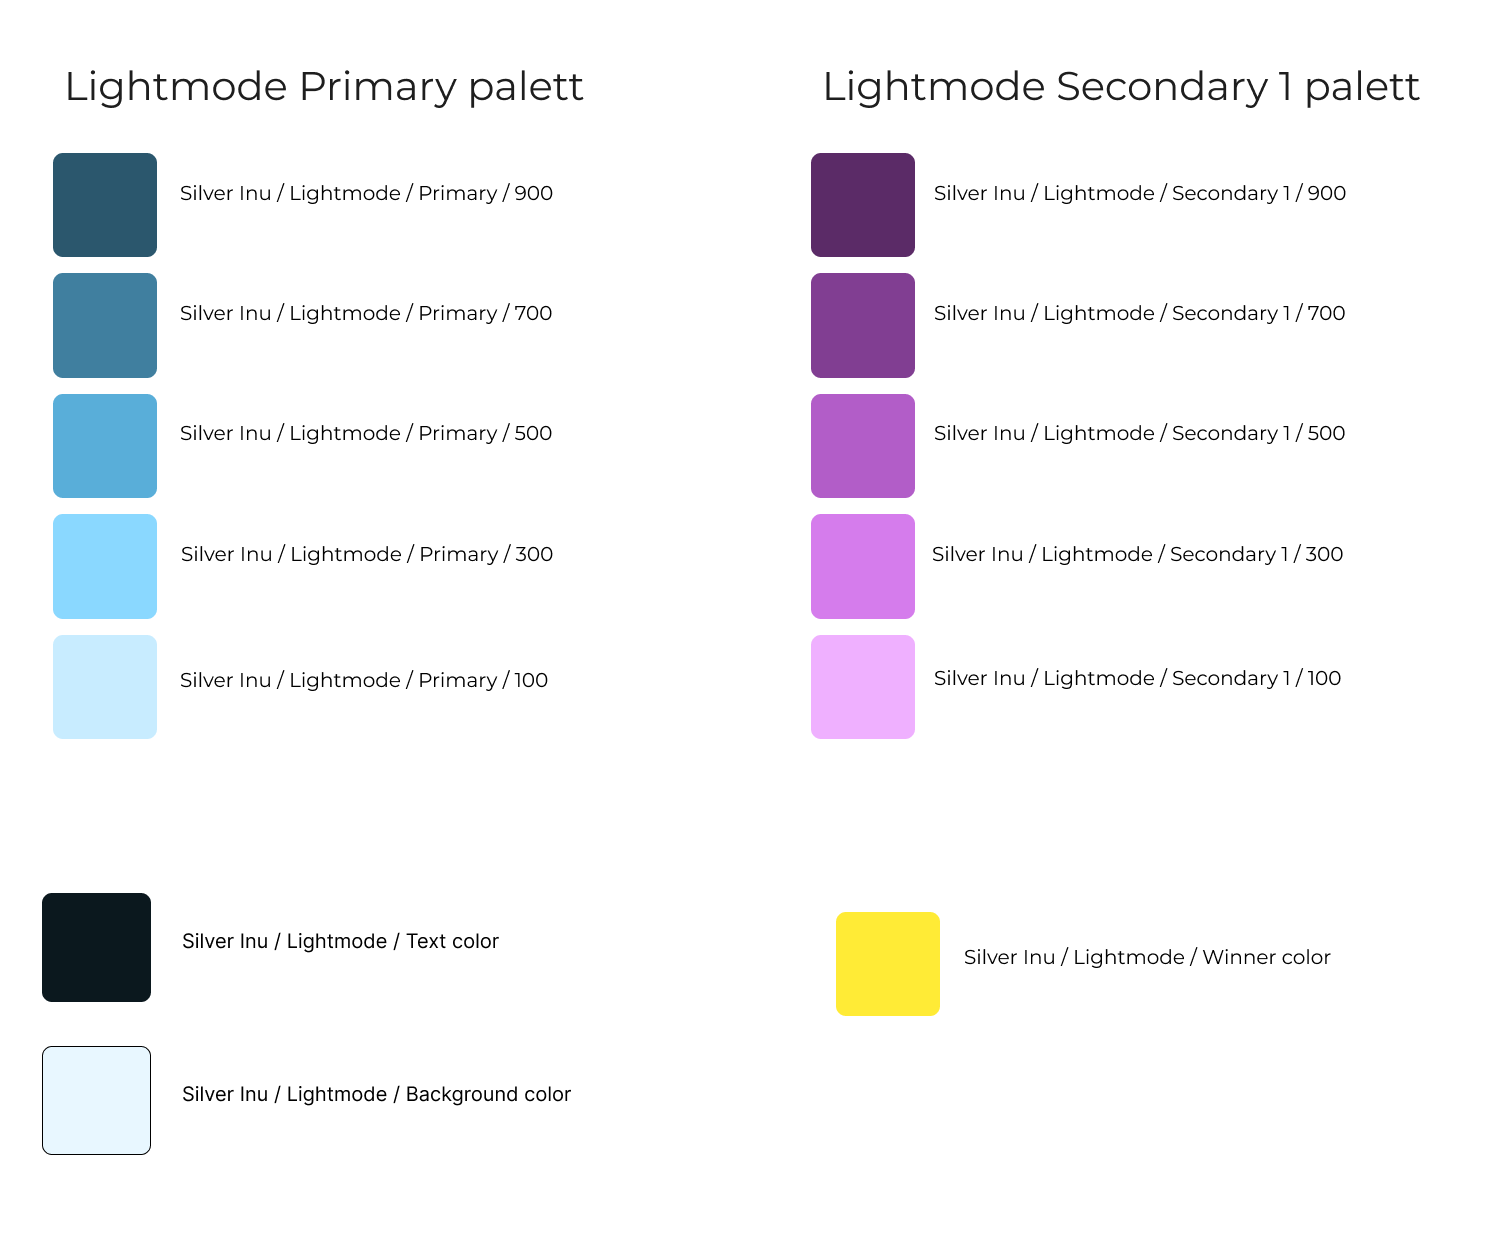 Lightmode Primary palett
Silver Inu / Lightmode / Primary / 900
Silver Inu / Lightmode / Primary / 700
Silver Inu / Lightmode / Primary / 500
Silver Inu / Lightmode / Primary / 300
Silver Inu / Lightmode / Primary / 100
Lightmode Secondary 1 palett
Silver Inu / Lightmode / Secondary 1 / 900
Silver Inu / Lightmode / Secondary 1 / 700
Silver Inu / Lightmode / Secondary 1 / 500
Silver Inu / Lightmode / Secondary 1 / 300
Silver Inu / Lightmode / Secondary 1 / 100
Silver Inu / Lightmode / Text color
Silver Inu / Lightmode / Background color
Silver Inu / Lightmode / Winner color